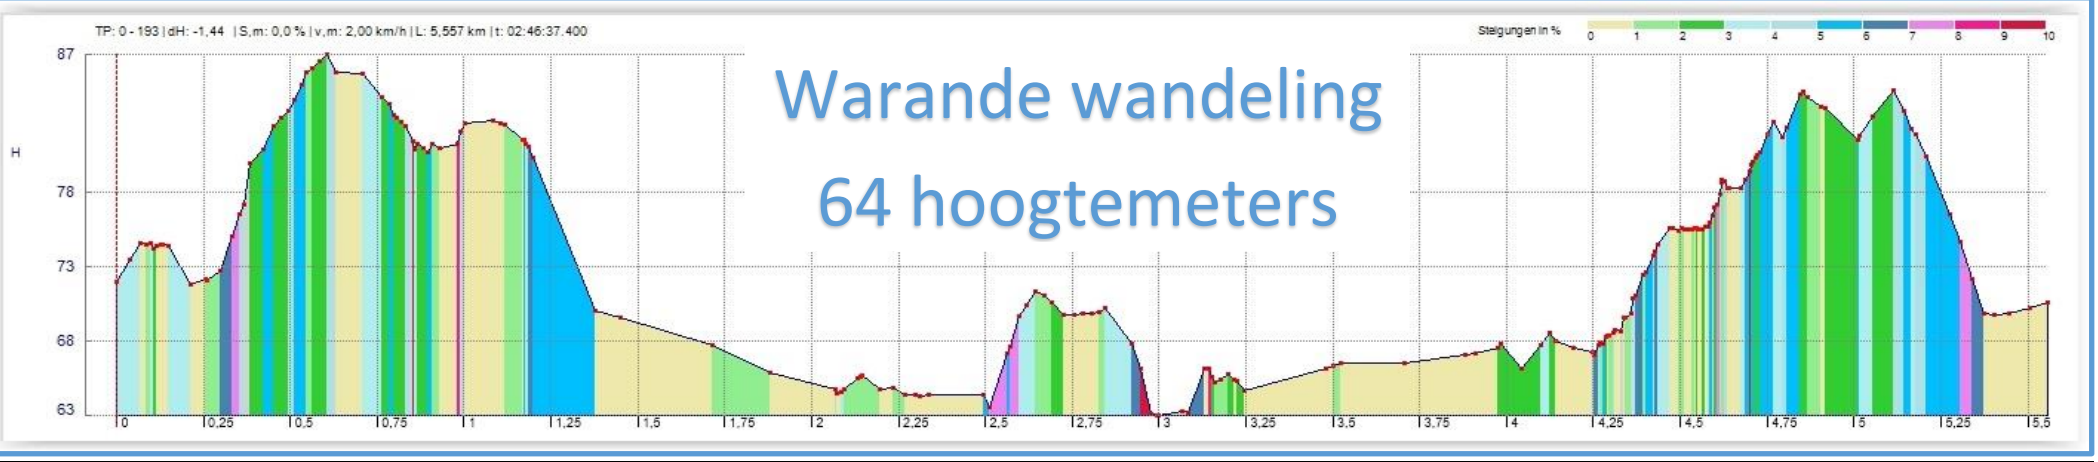 TP: 0 - 193 | dH: -1,44 | S,m: 0,0 % | v,m: 2,00 km/h | L: 5,557 km | t: 02:46:37.400
Steigungen in %
0 1 2 3 4 5 6 7 8 9 10
Warande wandeling
64 hoogtemeters
H
87
78
73
68
63
0 0,25 0,5 0,75 1 1,25 1,5 1,75 2 2,25 2,5 2,75 3 3,25 3,5 3,75 4 4,25 4,5 4,75 5 5,25 5,5